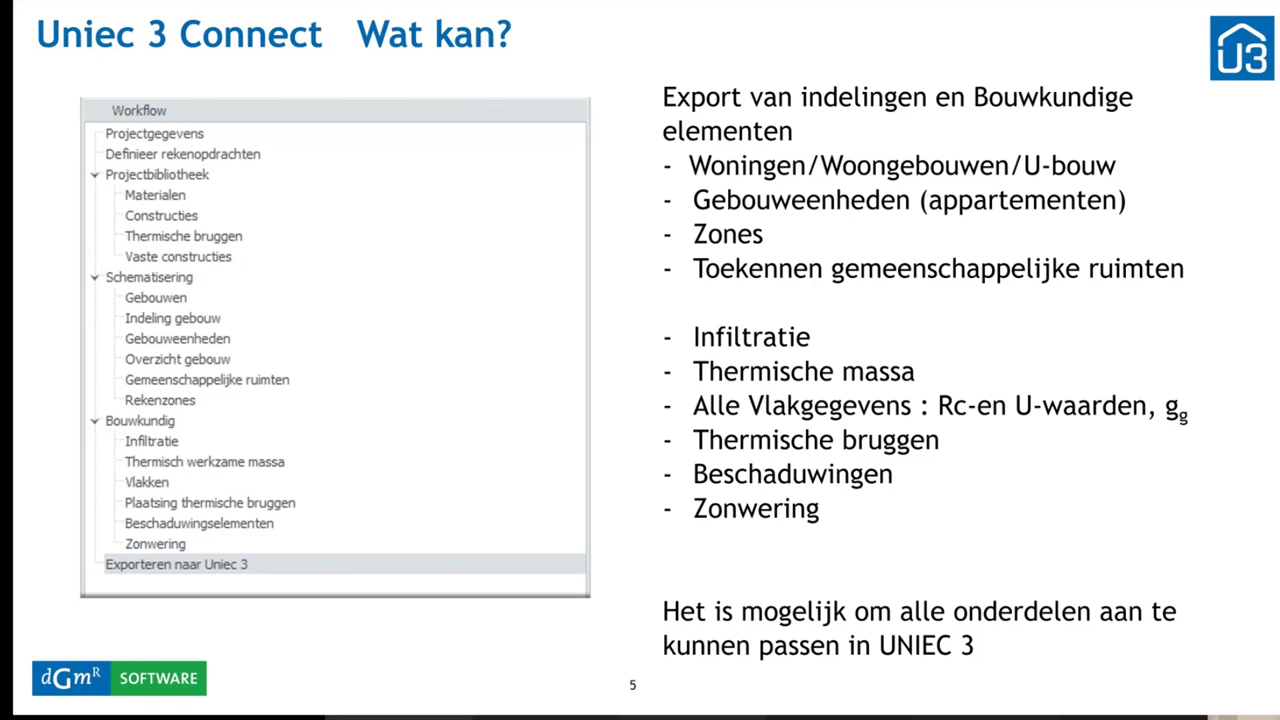 Uniec 3 Connect Wat kan?
U3
Workflow
Projectgegevens
Definieer rekenopdrachten
Projectbibliotheek
Materialen
Constructies
Thermische bruggen
Vaste constructies
Schematisering
Gebouwen
Indeling gebouw
Gebouweenheden
Overzicht gebouw
Gemeenschappelijke ruimten
Rekenzones
Bouwkundig
Infiltratie
Thermisch werkzame massa
Vlakken
Plaatsing thermische bruggen
Beschaduwingselementen
Zonwering
Exporteren naar Uniec 3
Export van indelingen en Bouwkundige
elementen
- Woningen/Woongebouwen/U-bouw
- Gebouweenheden (appartementen)
- Zones
- Toekennen gemeenschappelijke ruimten
- Infiltratie
- Thermische massa
- Alle Vlakgegevens : Rc-en U-waarden, gg
- Thermische bruggen
- Beschaduwingen
- Zonwering
Het is mogelijk om alle onderdelen aan te
kunnen passen in UNIEC 3
dGmR SOFTWARE
5